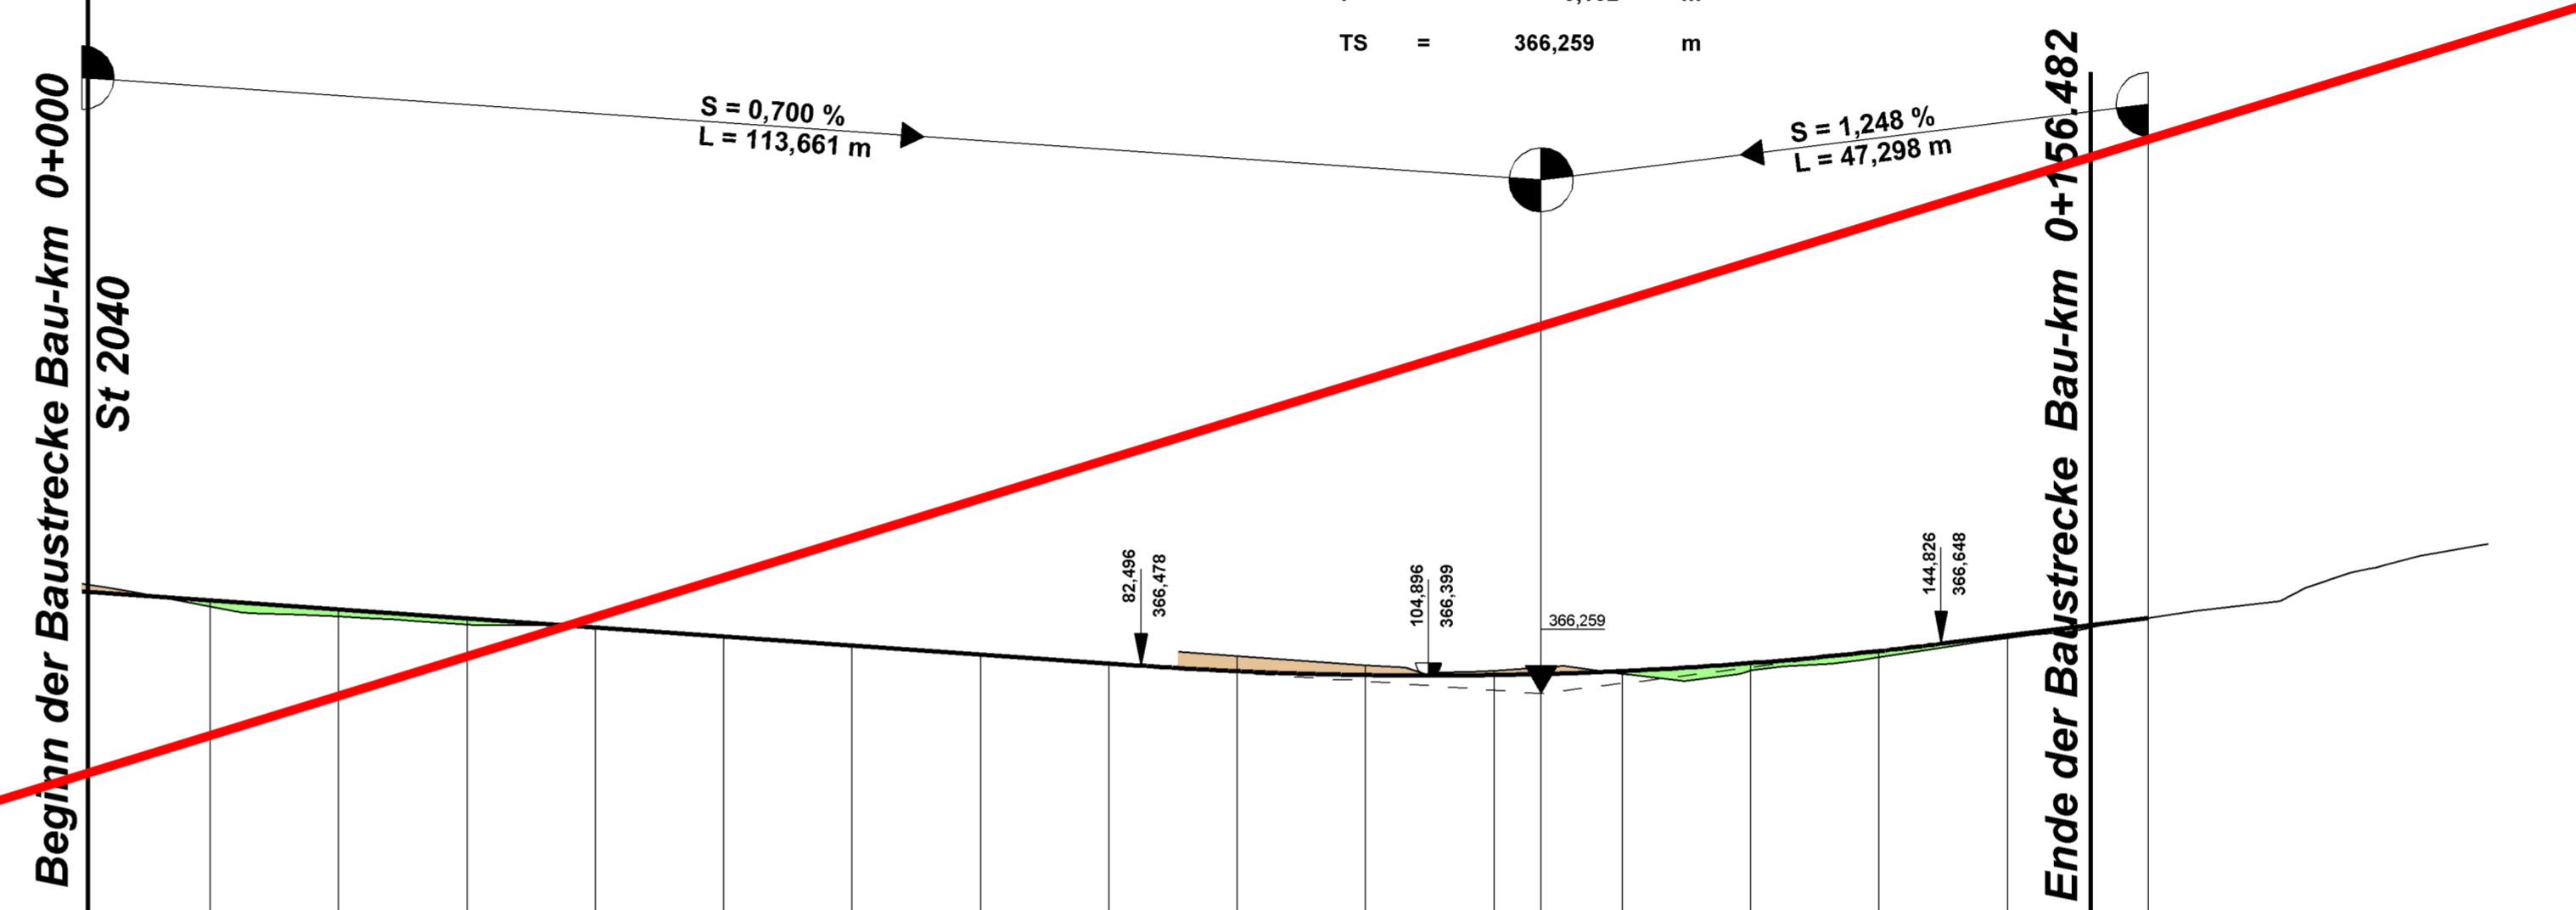 TS = 366,259 m
S = 0,700 %
L = 113,661 m
S = 1,248 %
L = 47,298 m
Beginn der Baustrecke Bau-km 0+000
St 2040
82,496
366,478
104,896
366,399
366,259
144,826
366,648
Ende der Baustrecke Bau-km 0+156.482